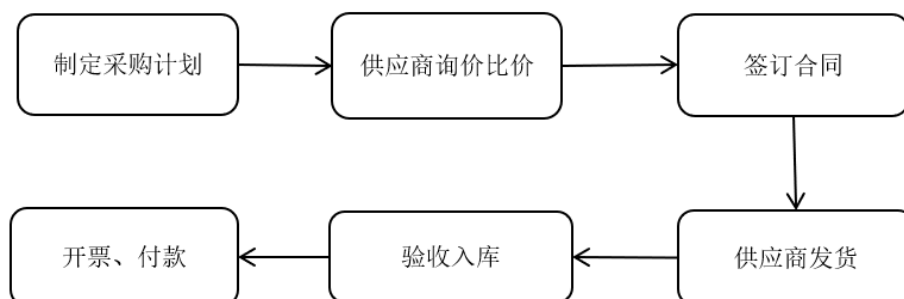 制定采购计划
供应商询价比价
签订合同
供应商发货
验收入库
开票、付款